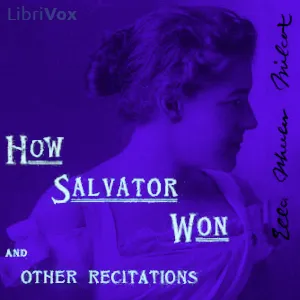 LibriVox
How
Salvator
Won
and
other recitations
Ella Wheeler Wilcox